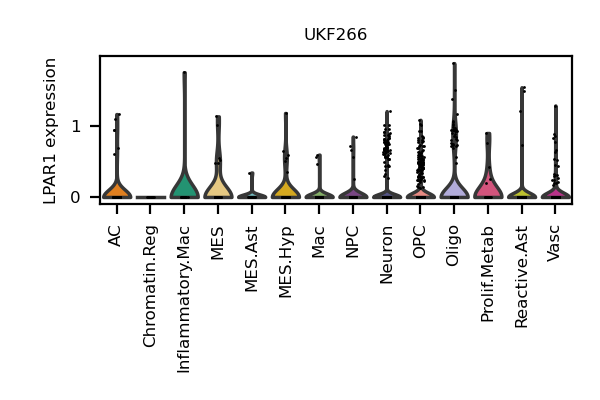 UKF266
LPAR1 expression
1
0
AC
Chromatin.Reg
Inflammatory.Mac
MES
MES.Ast
MES.Hyp
Mac
NPC
Neuron
OPC
Oligo
Prolif.Metab
Reactive.Ast
Vasc